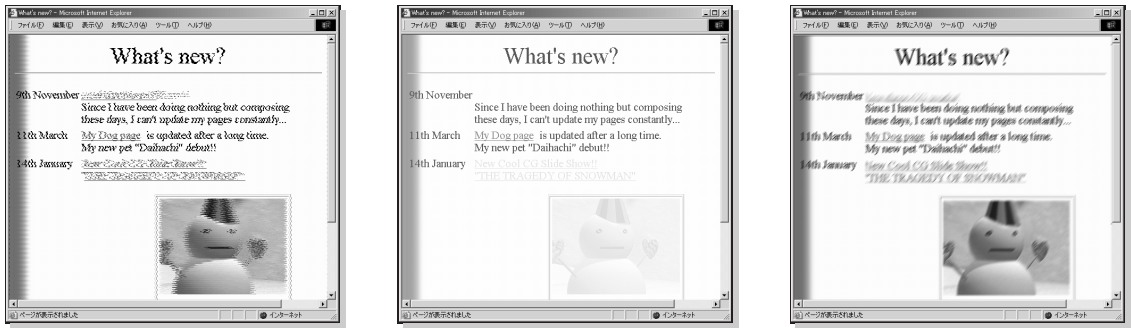 What's new? - Microsoft Internet Explorer
ファイル(F) 編集(E) 表示(V) お気に入り(A) ツール(T) ヘルプ(H)
What's new?
9th November
Since I have been doing nothing but composing
these days, I can't update my pages constantly...
11th March My Dog page is updated after a long time.
My new pet "Daihachi" debut!!
14th January New Cool CG Slide Show!!
"THE TRAGEDY OF SNOWMAN"
ページが表示されました インターネット
What's new? - Microsoft Internet Explorer
ファイル(F) 編集(E) 表示(V) お気に入り(A) ツール(T) ヘルプ(H)
What's new?
9th November
Since I have been doing nothing but composing
these days, I can't update my pages constantly...
11th March My Dog page is updated after a long time.
My new pet "Daihachi" debut!!
14th January New Cool CG Slide Show!!
"THE TRAGEDY OF SNOWMAN"
ページが表示されました インターネット
What's new? - Microsoft Internet Explorer
ファイル(F) 編集(E) 表示(V) お気に入り(A) ツール(T) ヘルプ(H)
What's new?
9th November
Since I have been doing nothing but composing
these days, I can't update my pages constantly...
11th March My Dog page is updated after a long time.
My new pet "Daihachi" debut!!
14th January New Cool CG Slide Show!!
"THE TRAGEDY OF SNOWMAN"
ページが表示されました インターネット